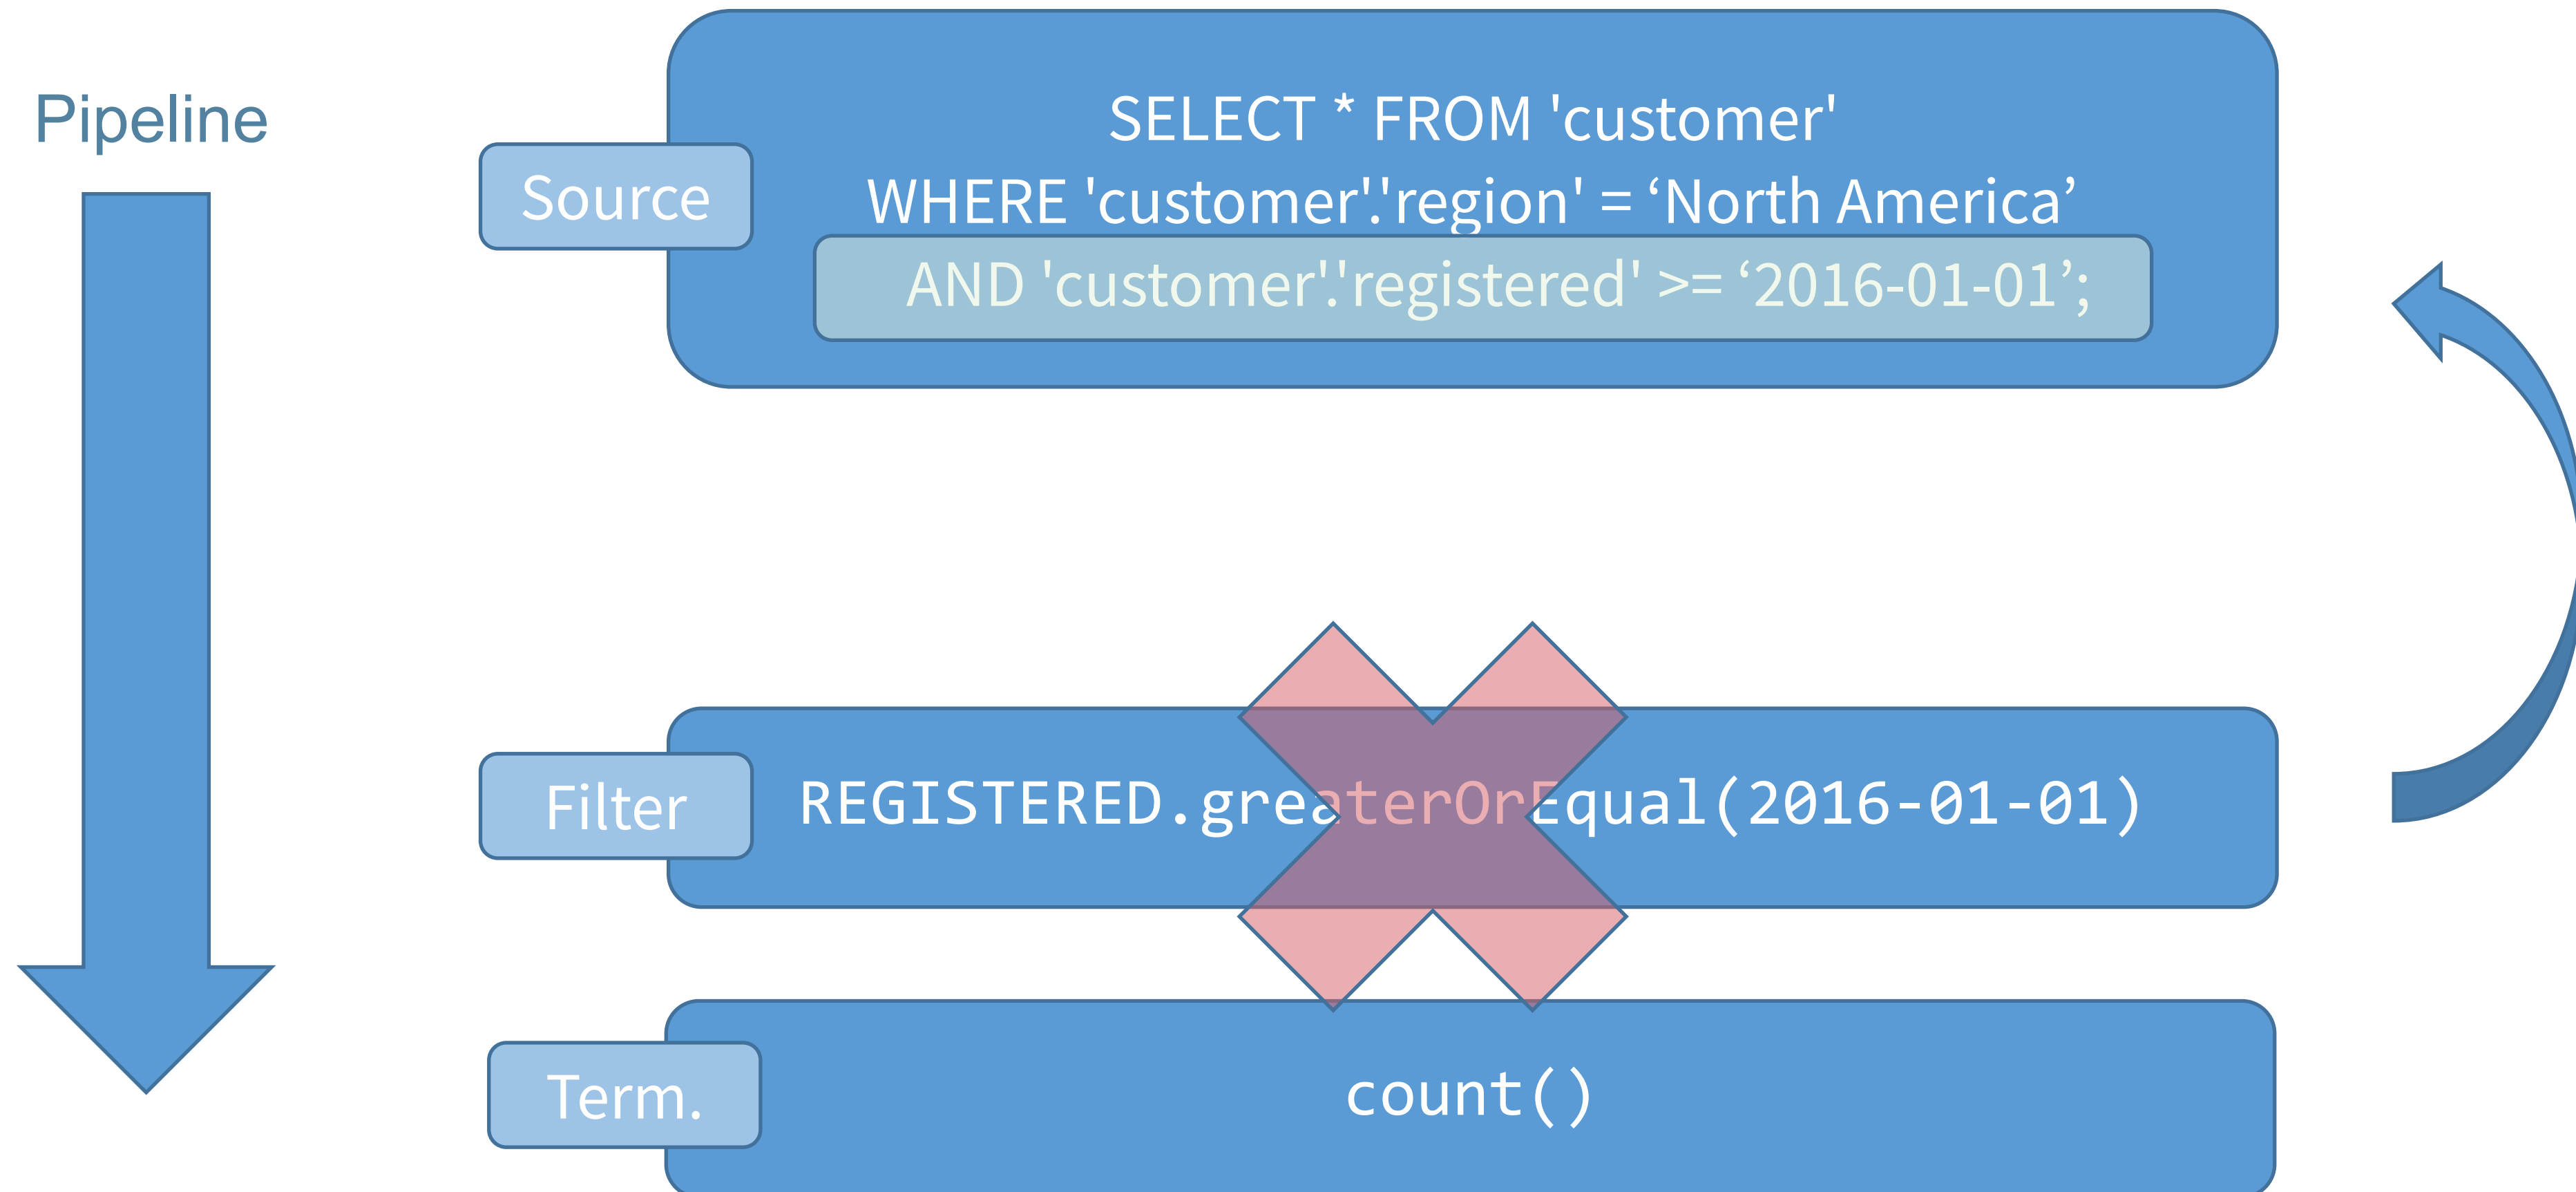 Pipeline
Source
SELECT * FROM 'customer'
WHERE 'customer'.'region' = ‘North America’
AND 'customer'.'registered' >= ‘2016-01-01’;
Filter
REGISTERED.greaterOrEqual(2016-01-01)
Term.
count()